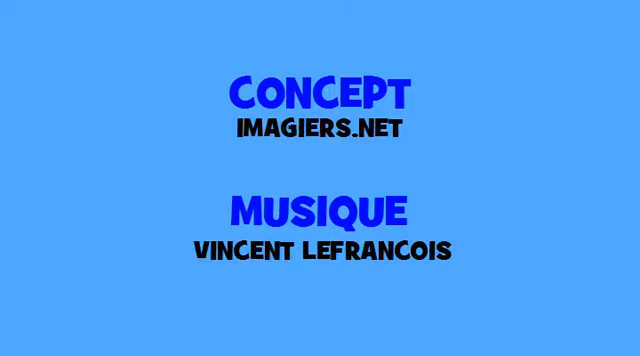 CONCEPT
IMAGIERS.NET
MUSIQUE
VINCENT LEFRANCOIS